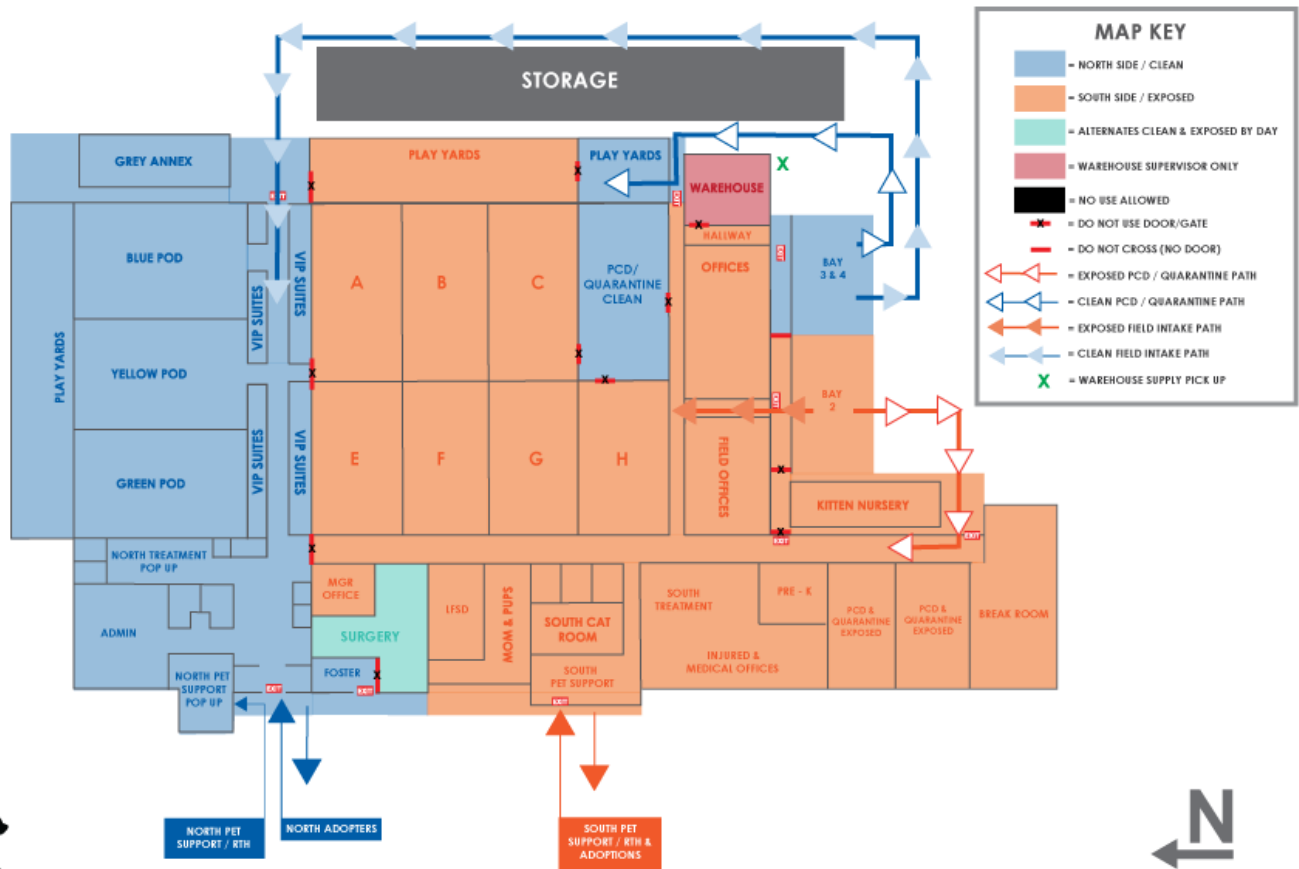 MAP KEY
= NORTH SIDE / CLEAN
= SOUTH SIDE / EXPOSED
= ALTERNATES CLEAN & EXPOSED BY DAY
= WAREHOUSE SUPERVISOR ONLY
= NO USE ALLOWED
X = DO NOT USE DOOR/GATE
= DO NOT CROSS (NO DOOR)
= EXPOSED PCD / QUARANTINE PATH
= CLEAN PCD / QUARANTINE PATH
= EXPOSED FIELD INTAKE PATH
= CLEAN FIELD INTAKE PATH
X = WAREHOUSE SUPPLY PICK UP
STORAGE
GREY ANNEX
PLAY YARDS
PLAY YARDS
X
X
X
EXIT
EXIT
WAREHOUSE
X
HALLWAY
OFFICES
EXIT
BAY
3 & 4
PLAY YARDS
BLUE POD
YELLOW POD
GREEN POD
VIP SUITES
VIP SUITES
VIP SUITES
VIP SUITES
A
B
C
PCD/
QUARANTINE
CLEAN
X
X
X
X
E
F
G
H
EXIT
BAY
2
FIELD OFFICES
X
KITTEN NURSERY
X
EXIT
EXIT
X
NORTH TREATMENT
POP UP
ADMIN
MGR
OFFICE
SURGERY
FOSTER
X
EXIT
EXIT
NORTH PET
SUPPORT
POP UP
LFSD
MOM & PUPS
SOUTH CAT
ROOM
SOUTH
PET SUPPORT
EXIT
SOUTH
TREATMENT
PRE - K
INJURED &
MEDICAL OFFICES
PCD &
QUARANTINE
EXPOSED
PCD &
QUARANTINE
EXPOSED
BREAK ROOM
NORTH PET
SUPPORT / RTH
NORTH ADOPTERS
SOUTH PET
SUPPORT / RTH &
ADOPTIONS
N